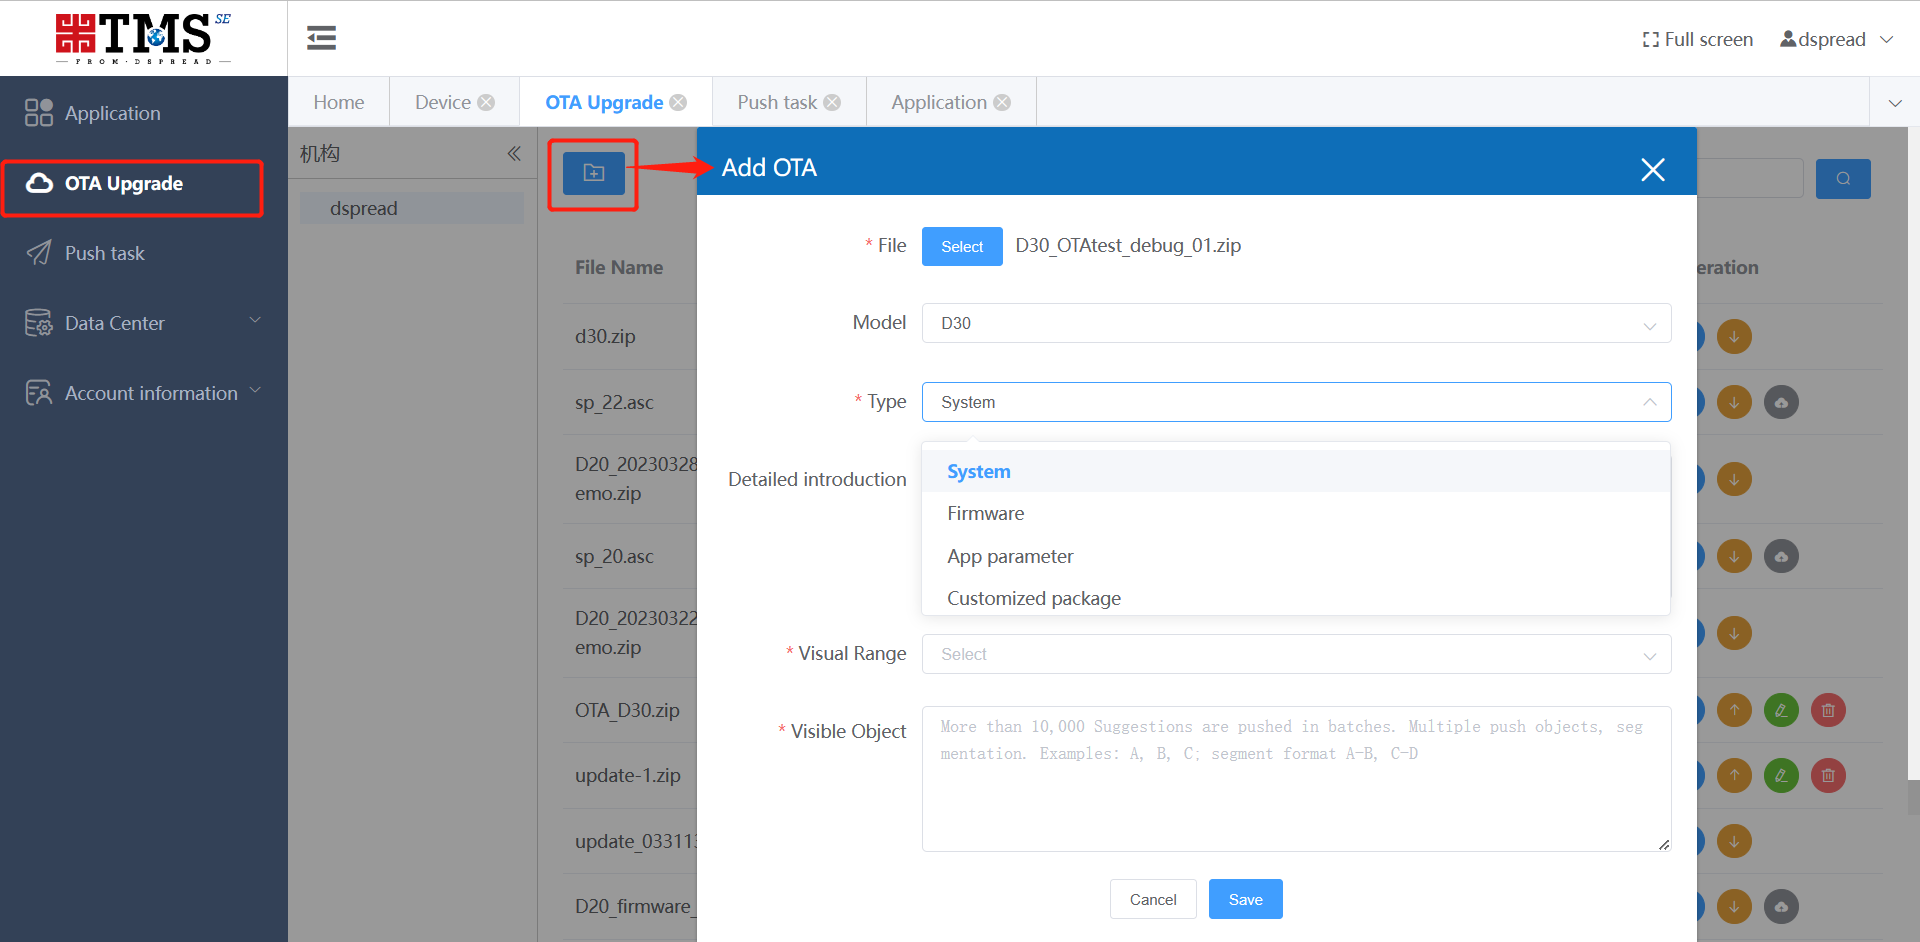 TMS SE
FROM·DSPREAD
Full screen
dspread
Home
Device
OTA Upgrade
Push task
Application
Application
OTA Upgrade
Push task
Data Center
Account information
机构
dspread
File Name
d30.zip
sp_22.asc
D20_20230328
emo.zip
sp_20.asc
D20_20230322
emo.zip
OTA_D30.zip
update-1.zip
update_03311
D20_firmware_
eration
Add OTA
* File
Select
D30_OTAtest_debug_01.zip
Model
D30
* Type
System
Detailed introduction
System
Firmware
App parameter
Customized package
* Visual Range
Select
* Visible Object
More than 10,000 Suggestions are pushed in batches. Multiple push objects, seg
mentation. Examples: A, B, C; segment format A-B, C-D
Cancel
Save